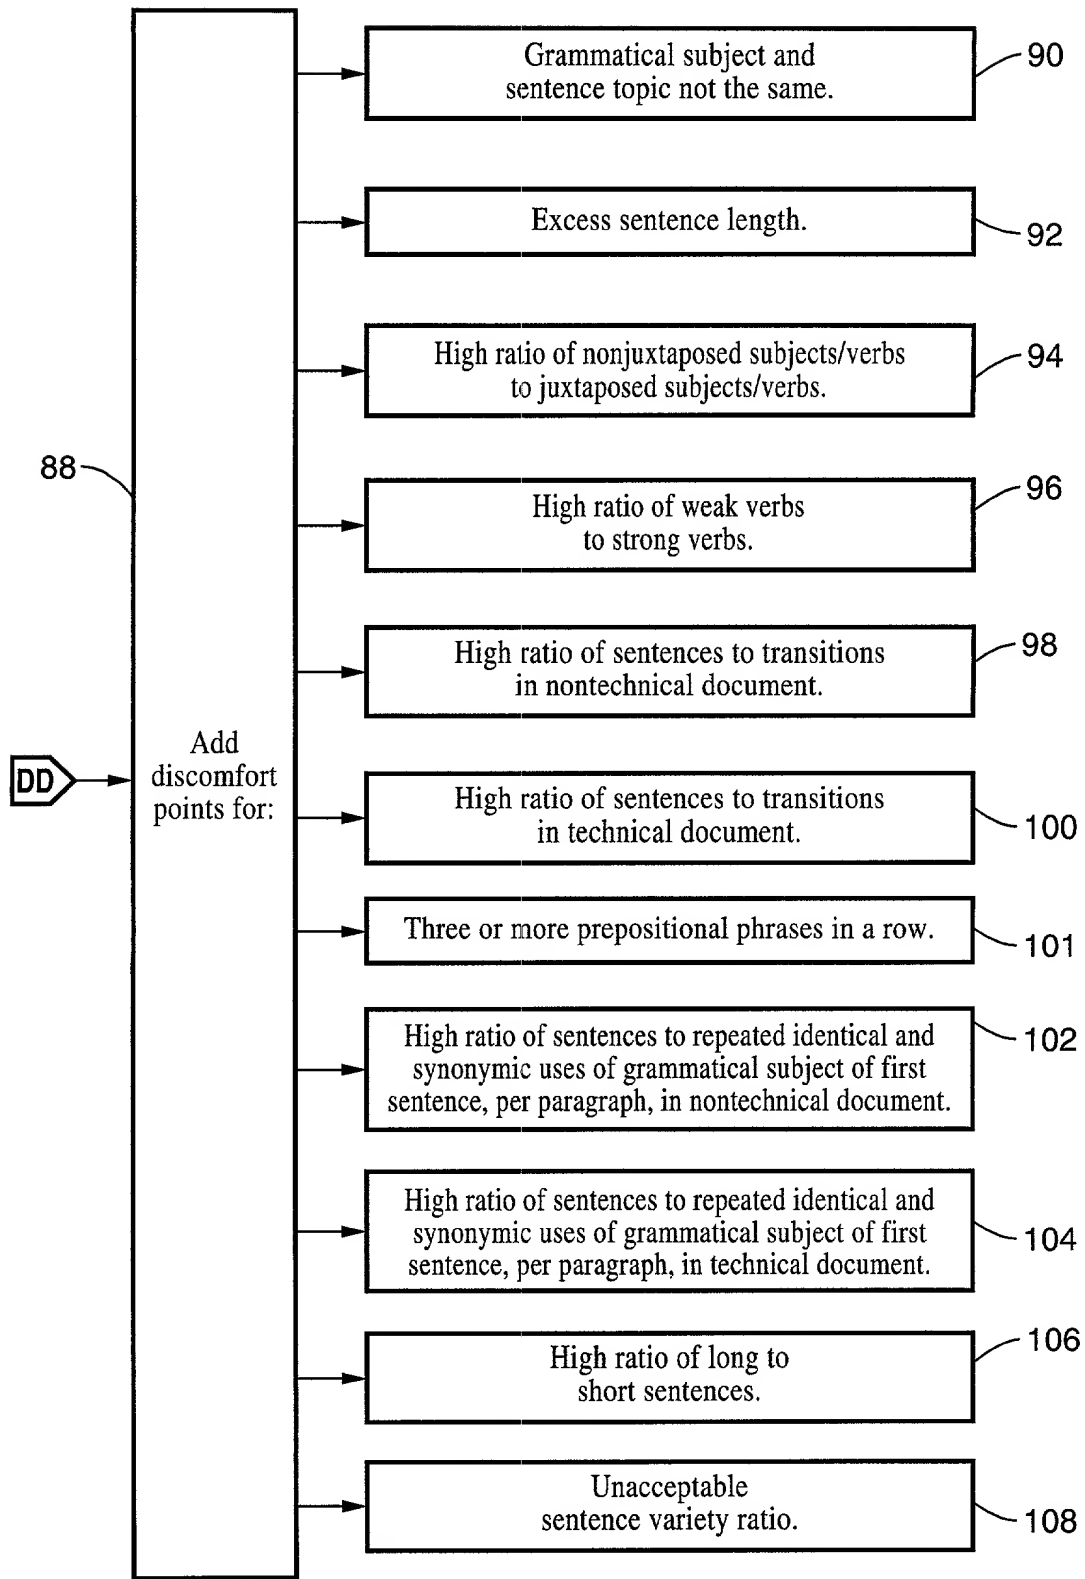 Grammatical subject and
sentence topic not the same.
90
Excess sentence length.
92
High ratio of nonjuxtaposed subjects/verbs
to juxtaposed subjects/verbs.
94
88
High ratio of weak verbs
to strong verbs.
96
High ratio of sentences to transitions
in nontechnical document.
98
DD
Add
discomfort
points for:
High ratio of sentences to transitions
in technical document.
100
Three or more prepositional phrases in a row.
101
High ratio of sentences to repeated identical and
synonymic uses of grammatical subject of first
sentence, per paragraph, in nontechnical document.
102
High ratio of sentences to repeated identical and
synonymic uses of grammatical subject of first
sentence, per paragraph, in technical document.
104
High ratio of long to
short sentences.
106
Unacceptable
sentence variety ratio.
108